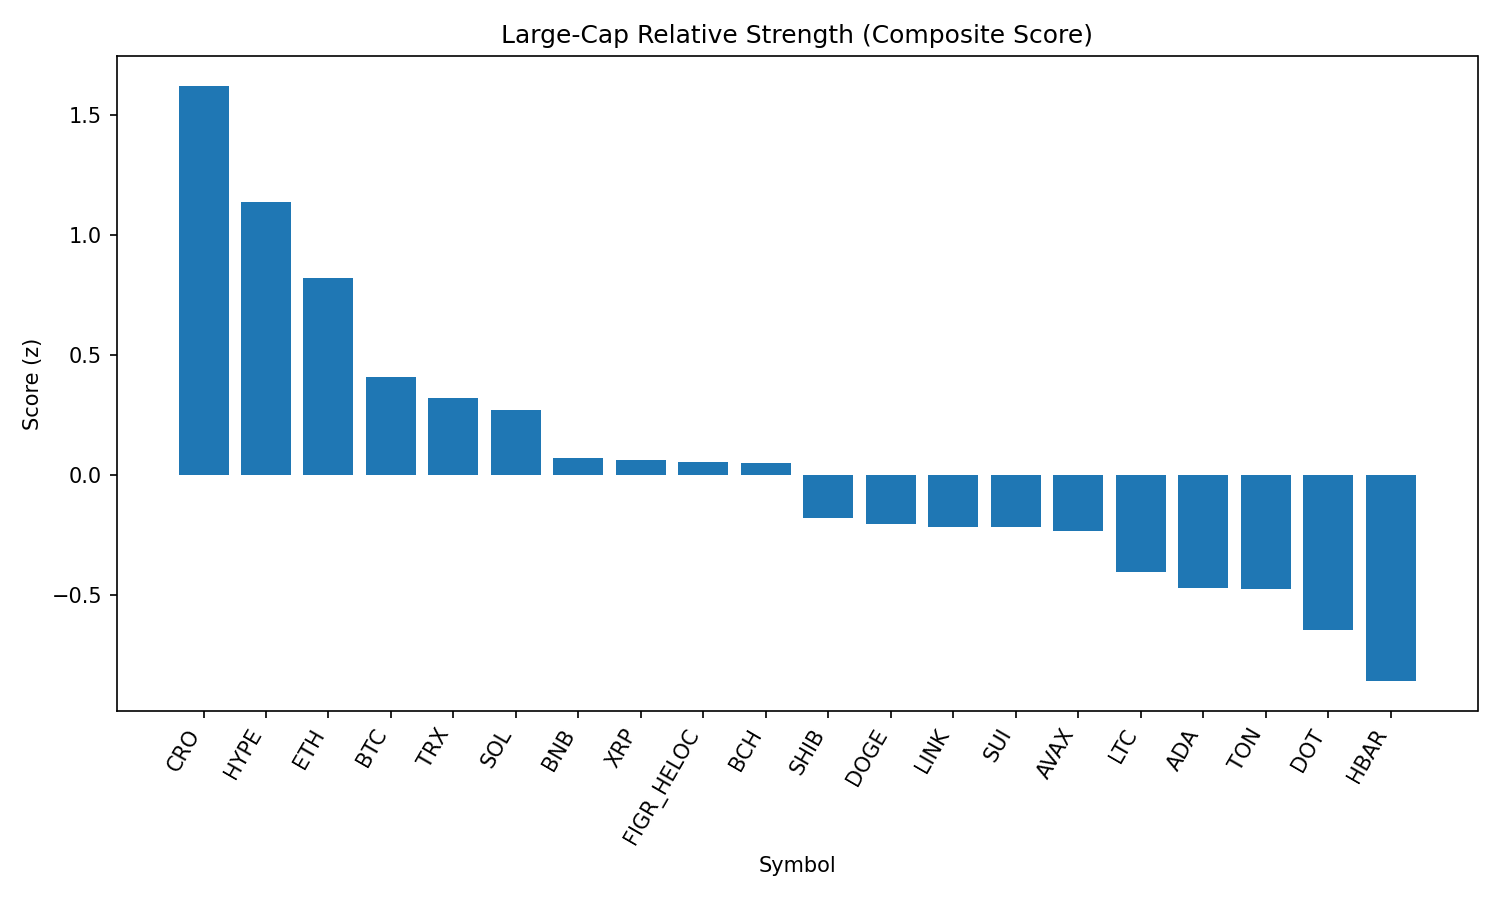 Large-Cap Relative Strength (Composite Score)
Score (z)
1.5
1.0
0.5
0.0
−0.5
CRO
HYPE
ETH
BTC
TRX
SOL
BNB
XRP
FIGR_HELOC
BCH
SHIB
DOGE
LINK
SUI
AVAX
LTC
ADA
TON
DOT
HBAR
Symbol